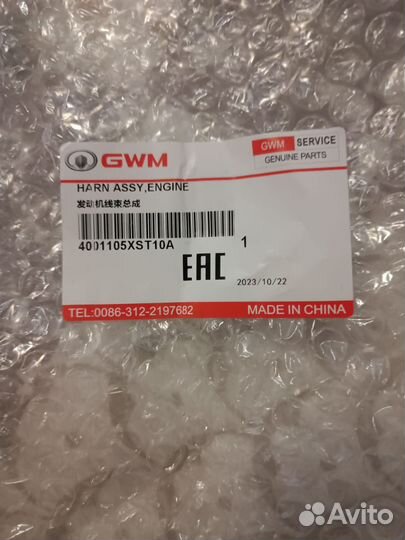 GWM
GWM SERVICE
GENUINE PARTS
HARN ASSY,ENGINE
发动机线束总成
4001105XST10A 1
EAC
2023/10/22
TEL:0086-312-2197682 MADE IN CHINA
Avito